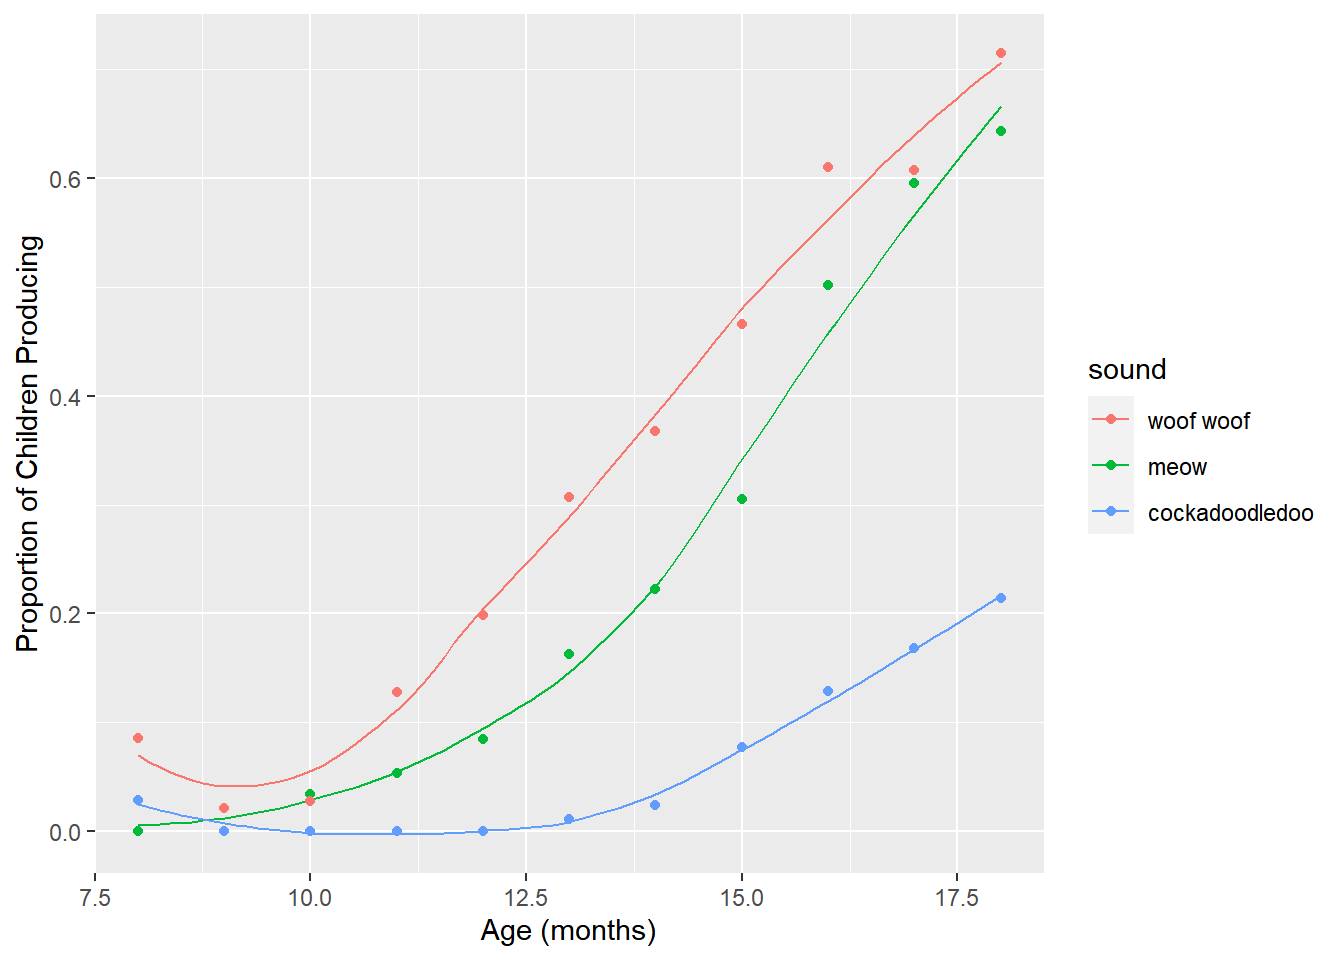 0.6
0.4
0.2
0.0
7.5 10.0 12.5 15.0 17.5
Age (months)
Proportion of Children Producing
sound
woof woof
meow
cockadoodledoo